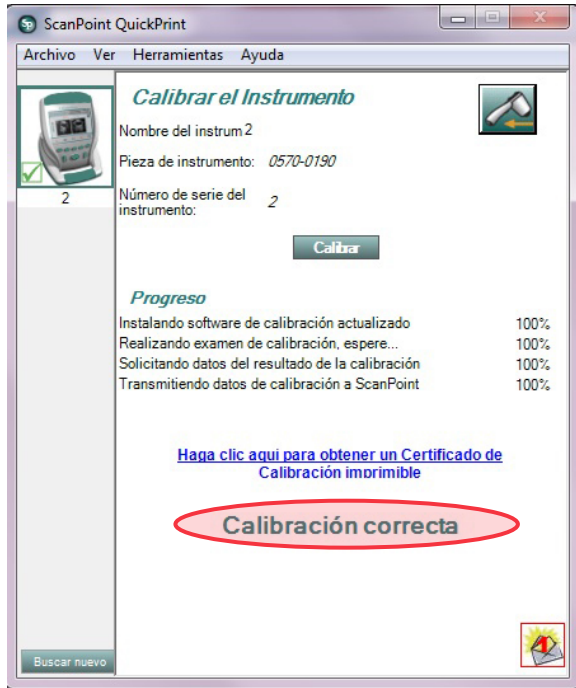 ScanPoint QuickPrint
Archivo Ver Herramientas Ayuda
2
Calibrar el Instrumento
Nombre del instrum 2
Pieza de instrumento: 0570-0190
Número de serie del
instrumento: 2
Calibrar
Progreso
Instalando software de calibración actualizado 100%
Realizando examen de calibración, espere... 100%
Solicitando datos del resultado de la calibración 100%
Transmitiendo datos de calibración a ScanPoint 100%
Haga clic aqui para obtener un Certificado de
Calibración imprimible
Calibración correcta
Buscar nuevo